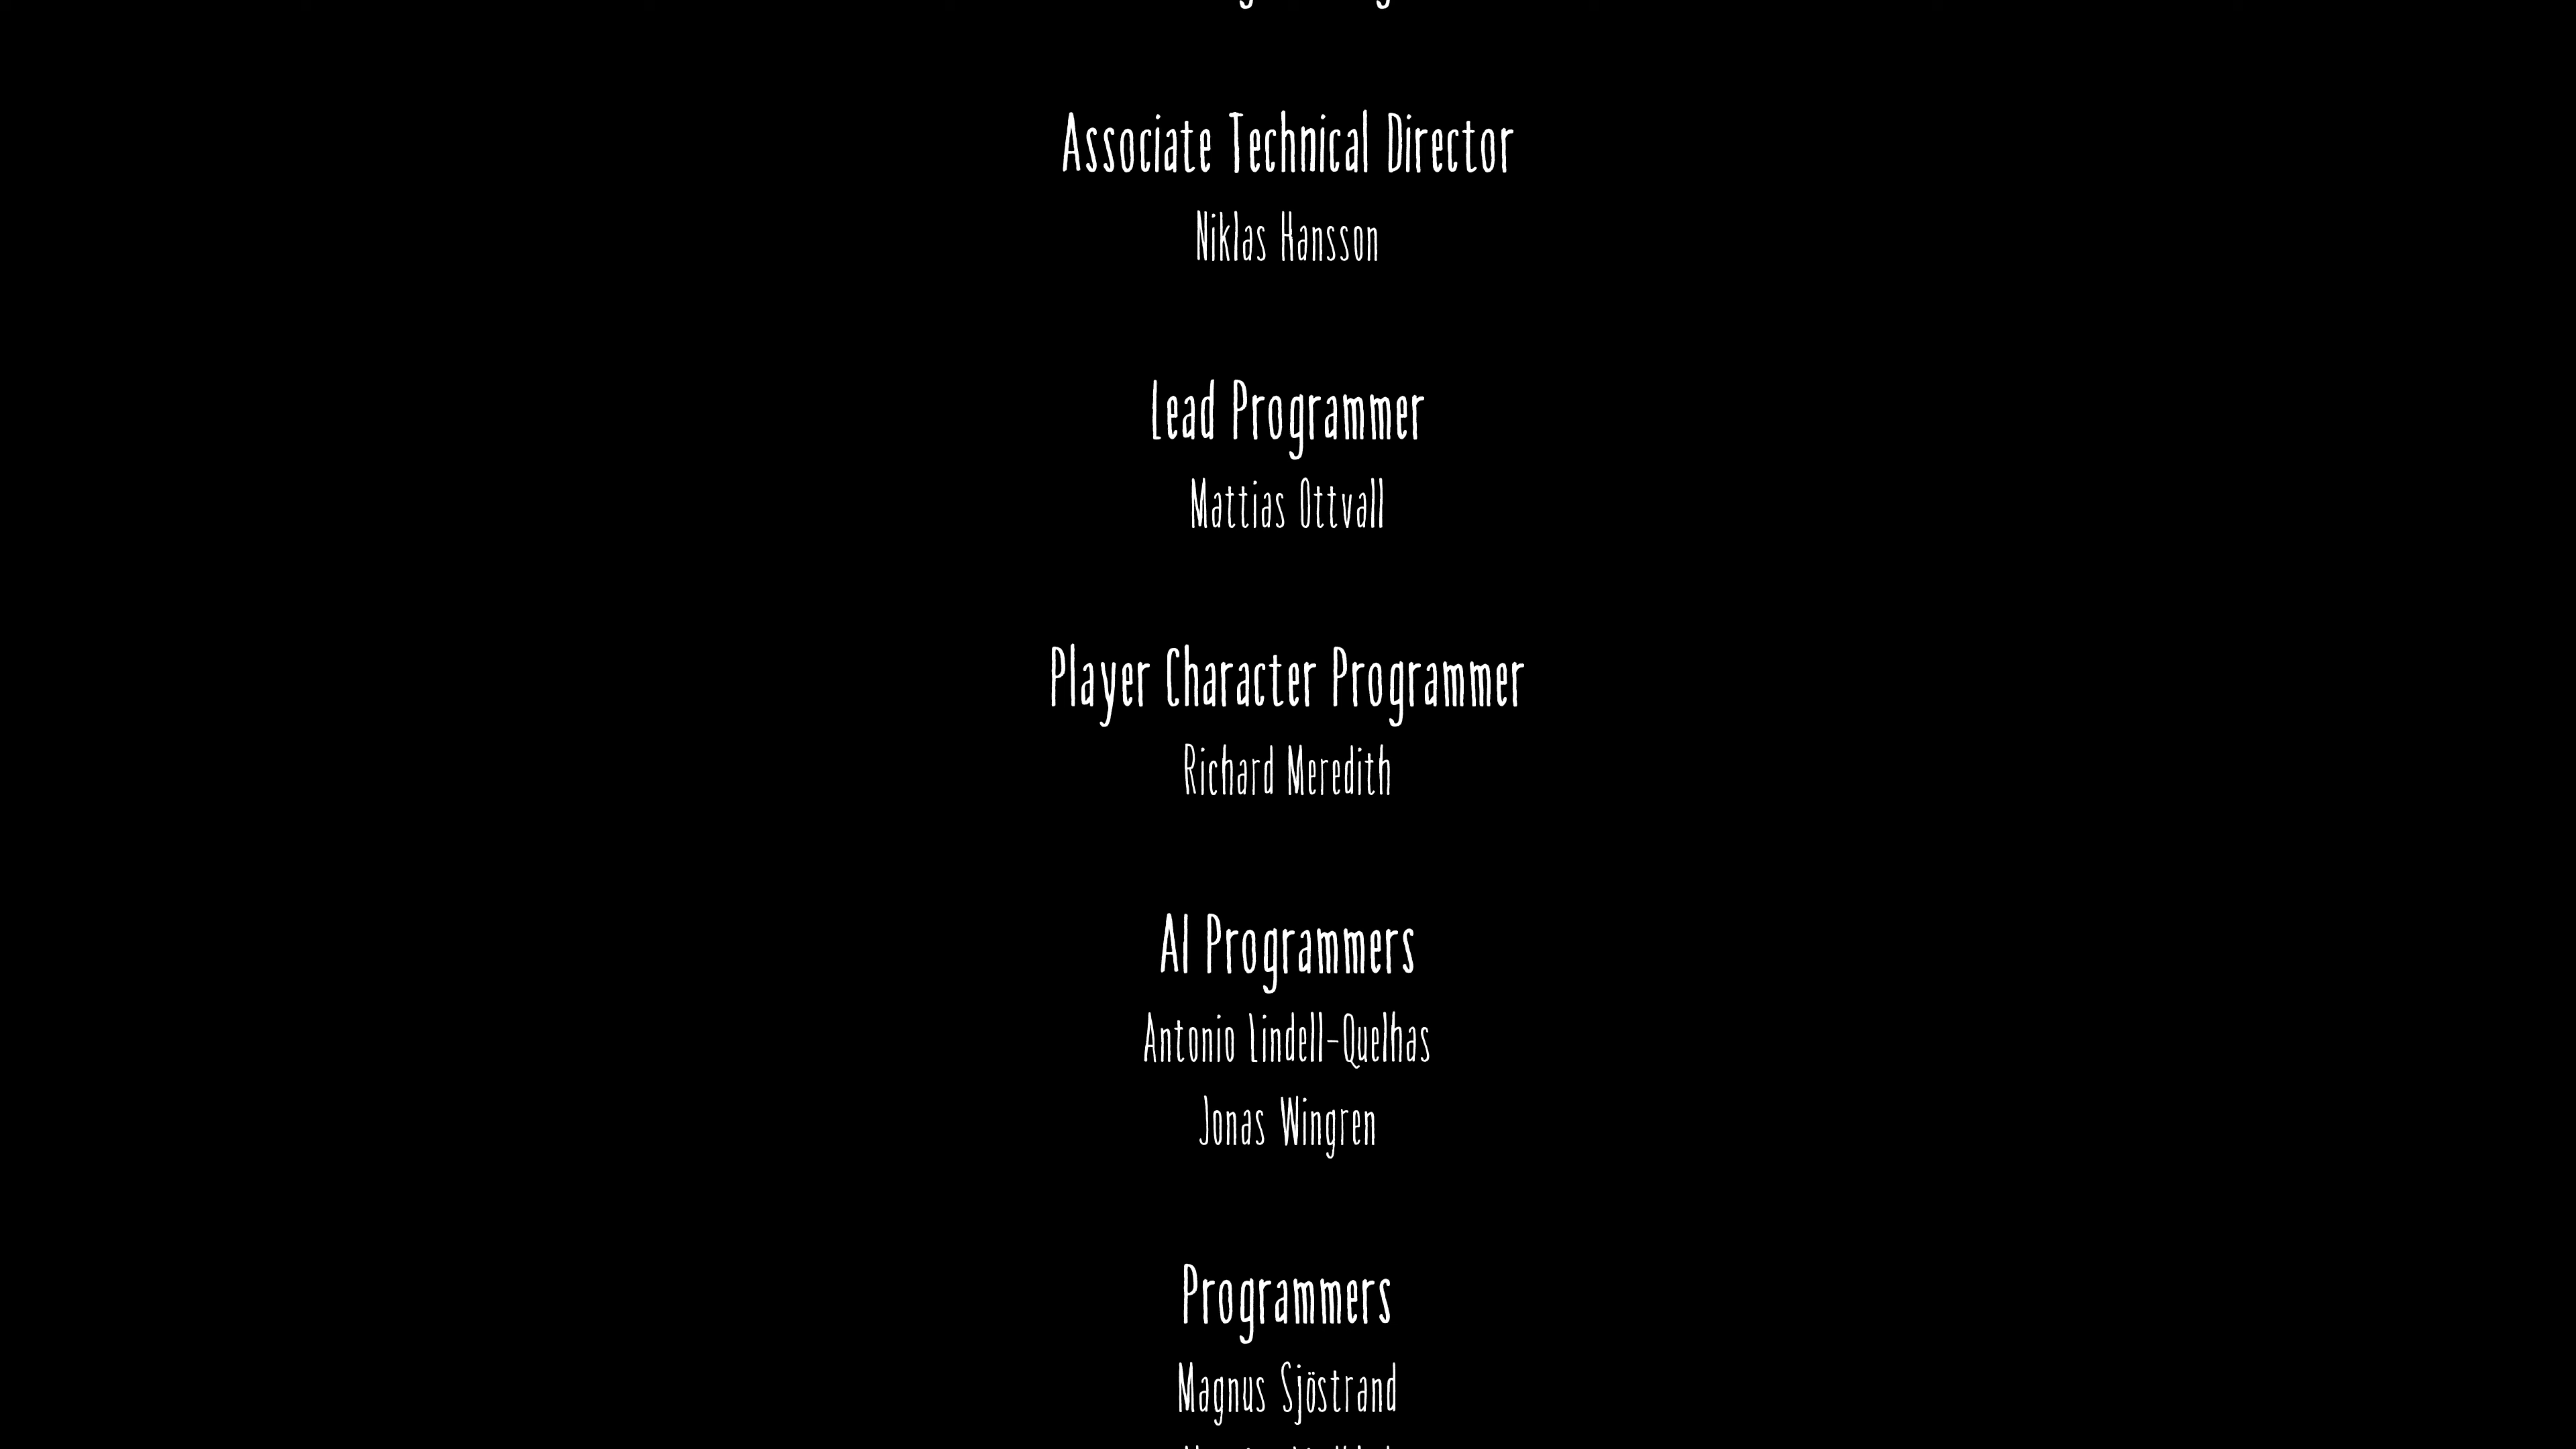 Associate Technical Director
Niklas Hansson
Lead Programmer
Mattias Ottvall
Player Character Programmer
Richard Meredith
AI Programmers
Antonio Lindell-Quelhas
Jonas Wingren
Programmers
Magnus Sjöstrand